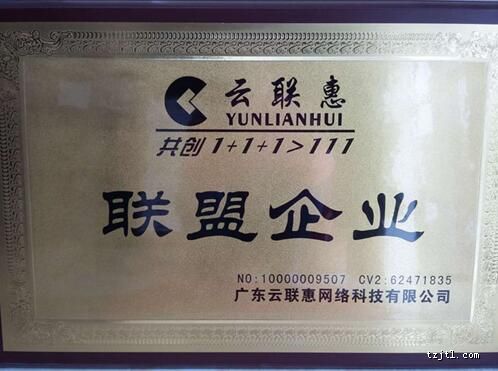 云联惠
YUNLIANHUI
共创 1+1+1>111
联盟企业
NO:10000009507 CV2:62471835
广东云联惠网络科技有限公司
tzjtl.com